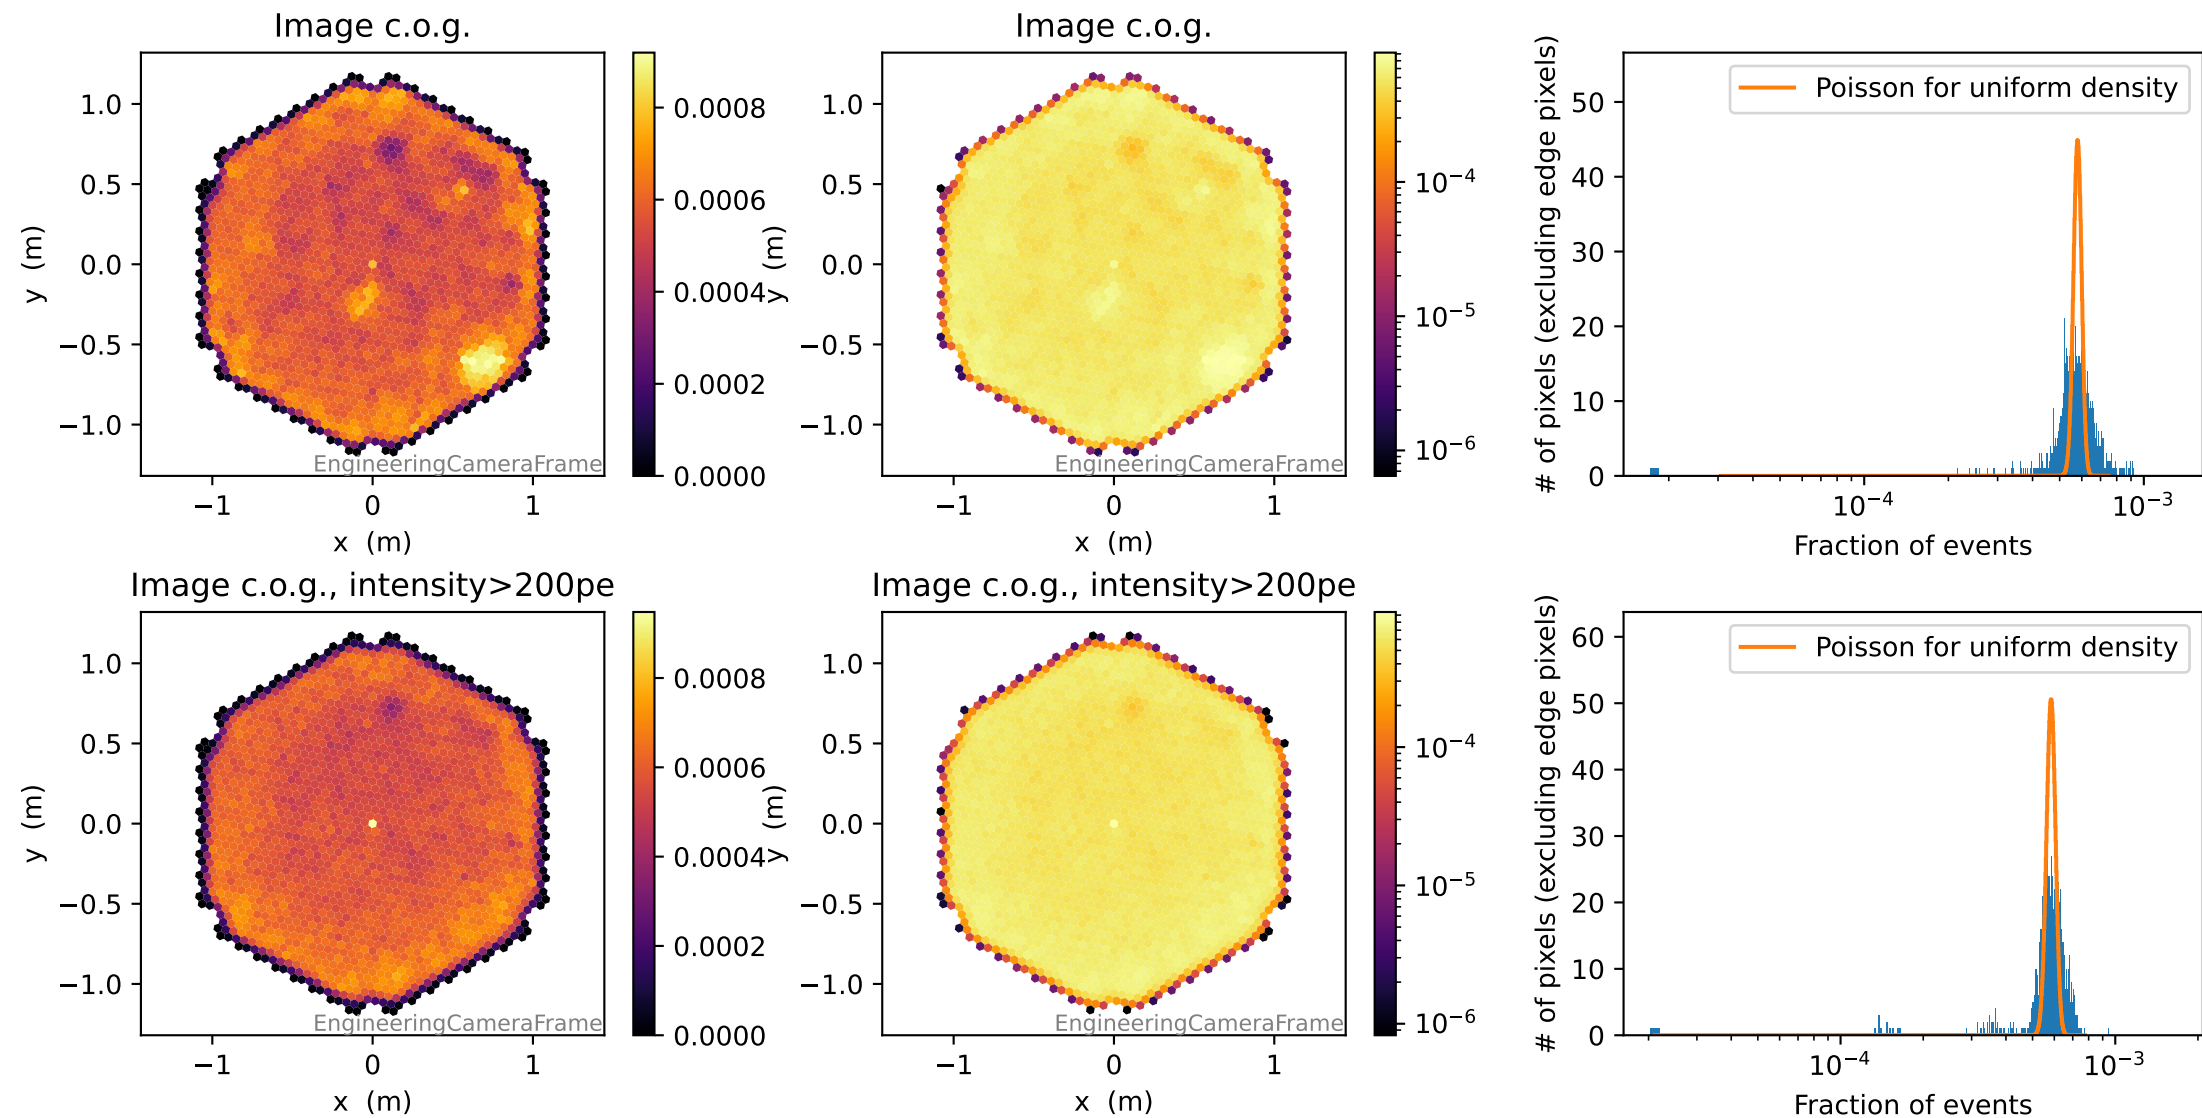 Image c.o.g.
y (m)
1.0
0.5
0.0
−0.5
−1.0
−1 0 1
x (m)
EngineeringCameraFrame
0.0008
0.0006
0.0004
0.0002
0.0000
Image c.o.g.
y (m)
1.0
0.5
0.0
−0.5
−1.0
−1 0 1
x (m)
EngineeringCameraFrame
10⁻⁴
10⁻⁵
10⁻⁶
# of pixels (excluding edge pixels)
Poisson for uniform density
50
40
30
20
10
0
10⁻⁴ 10⁻³
Fraction of events
Image c.o.g., intensity>200pe
y (m)
1.0
0.5
0.0
−0.5
−1.0
−1 0 1
x (m)
EngineeringCameraFrame
0.0008
0.0006
0.0004
0.0002
0.0000
Image c.o.g., intensity>200pe
y (m)
1.0
0.5
0.0
−0.5
−1.0
−1 0 1
x (m)
EngineeringCameraFrame
10⁻⁴
10⁻⁵
10⁻⁶
# of pixels (excluding edge pixels)
Poisson for uniform density
60
50
40
30
20
10
0
10⁻⁴ 10⁻³
Fraction of events